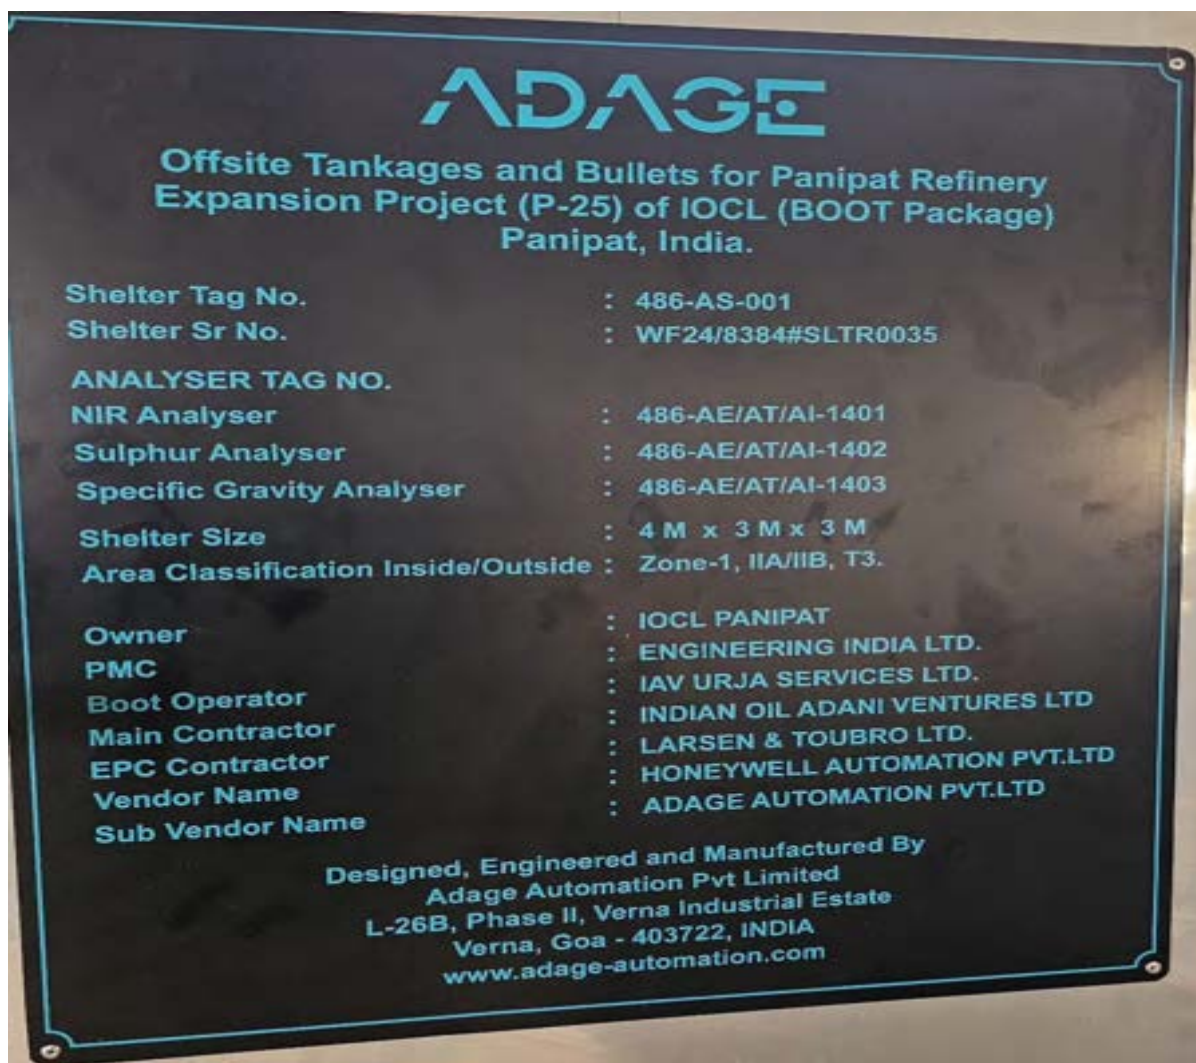 ADAGE
Offsite Tankages and Bullets for Panipat Refinery
Expansion Project (P-25) of IOCL (BOOT Package)
Panipat, India.
Shelter Tag No. : 486-AS-001
Shelter Sr No. : WF24/8384#SLTR0035
ANALYSER TAG NO.
NIR Analyser : 486-AE/AT/AI-1401
Sulphur Analyser : 486-AE/AT/AI-1402
Specific Gravity Analyser : 486-AE/AT/AI-1403
Shelter Size : 4 M x 3 M x 3 M
Area Classification Inside/Outside : Zone-1, IIA/IIB, T3.
Owner : IOCL PANIPAT
PMC : ENGINEERING INDIA LTD.
Boot Operator : IAV URJA SERVICES LTD.
Main Contractor : INDIAN OIL ADANI VENTURES LTD
EPC Contractor : LARSEN & TOUBRO LTD.
Vendor Name : HONEYWELL AUTOMATION PVT.LTD
Sub Vendor Name : ADAGE AUTOMATION PVT.LTD
Designed, Engineered and Manufactured By
Adage Automation Pvt Limited
L-26B, Phase II, Verna Industrial Estate
Verna, Goa - 403722, INDIA
www.adage-automation.com